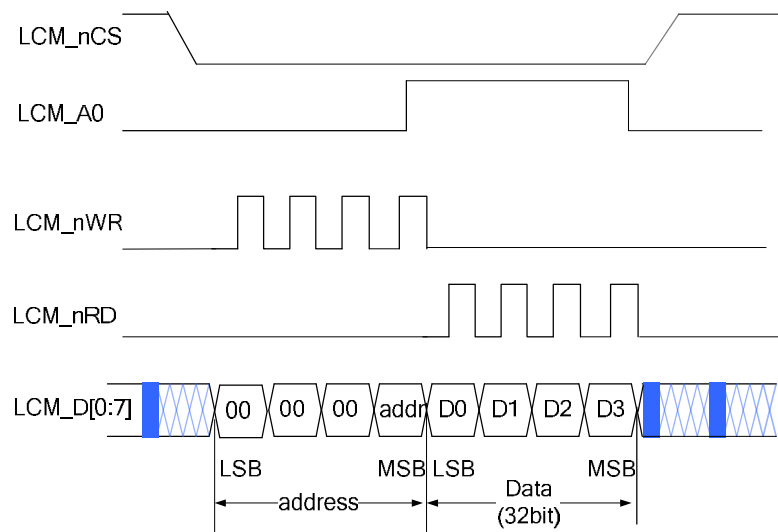 LCM_nCS
LCM_A0
LCM_nWR
LCM_nRD
LCM_D[0:7] 00 00 00 addr D0 D1 D2 D3
LSB MSB LSB MSB
address Data
(32bit)